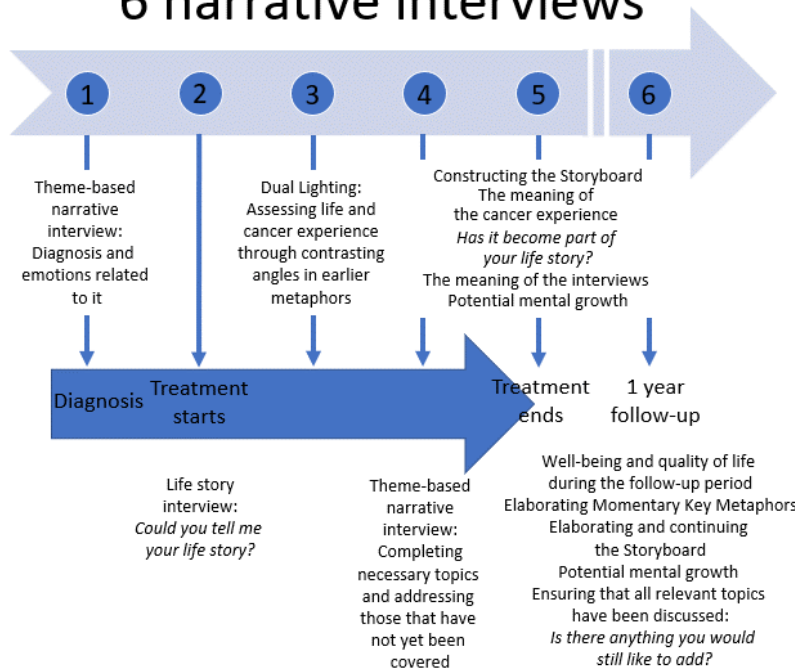 6 narrative interviews
1
2
3
4
5
6
Theme-based
narrative
interview:
Diagnosis and
emotions related
to it
Dual Lighting:
Assessing life and
cancer experience
through contrasting
angles in earlier
metaphors
Constructing the Storyboard
The meaning of
the cancer experience
Has it become part of
your life story?
The meaning of the interviews
Potential mental growth
Diagnosis
Treatment
starts
Treatment
ends
1 year
follow-up
Life story
interview:
Could you tell me
your life story?
Theme-based
narrative
interview:
Completing
necessary topics
and addressing
those that have
not yet been
covered
Well-being and quality of life
during the follow-up period
Elaborating Momentary Key Metaphors
Elaborating and continuing
the Storyboard
Potential mental growth
Ensuring that all relevant topics
have been discussed:
Is there anything you would
still like to add?